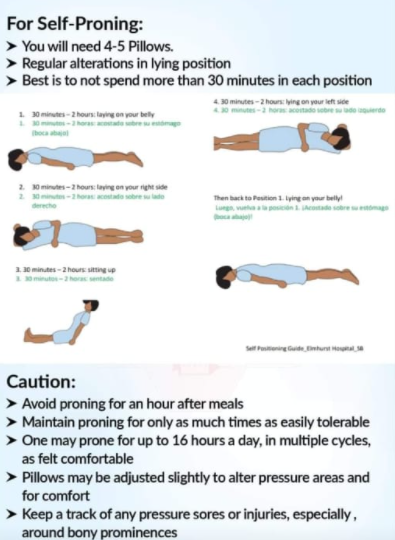 For Self-Proning:
➤ You will need 4-5 Pillows.
➤ Regular alterations in lying position
➤ Best is to not spend more than 30 minutes in each position
1. 30 minutes – 2 hours: laying on your belly
1. 30 minutes – 2 horas: acostado sobre su estómago
(boca abajo)
2. 30 minutes – 2 hours: laying on your right side
2. 30 minutos – 2 horas: acostado sobre su lado
derecho
3. 30 minutes – 2 hours: sitting up
3. 30 minutos – 2 horas: sentado
4. 30 minutes – 2 hours: lying on your left side
4. 30 minutos – 2 horas: acostado sobre su lado izquierdo
Then back to Position 1. Lying on your belly!
Luego, vuelva a la posición 1. ¡Acostado sobre su estómago
(boca abajo)!
Self Positioning Guide_Elmhurst Hospital_SB
Caution:
➤ Avoid proning for an hour after meals
➤ Maintain proning for only as much times as easily tolerable
➤ One may prone for up to 16 hours a day, in multiple cycles,
as felt comfortable
➤ Pillows may be adjusted slightly to alter pressure areas and
for comfort
➤ Keep a track of any pressure sores or injuries, especially ,
around bony prominences